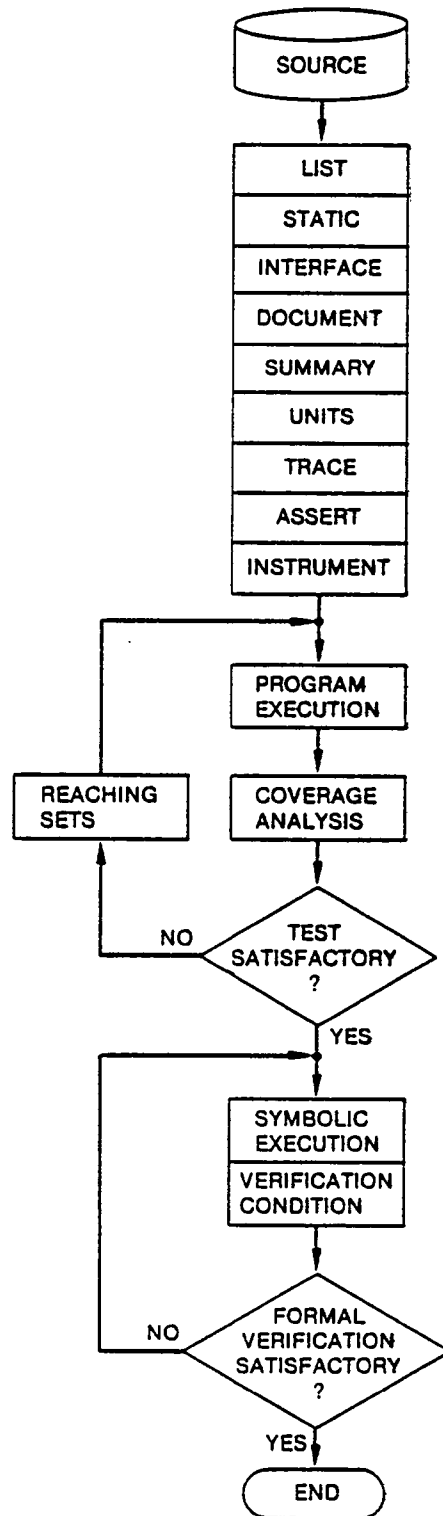 SOURCE
LIST
STATIC
INTERFACE
DOCUMENT
SUMMARY
UNITS
TRACE
ASSERT
INSTRUMENT
PROGRAM
EXECUTION
REACHING
SETS
COVERAGE
ANALYSIS
NO
TEST
SATISFACTORY
?
YES
SYMBOLIC
EXECUTION
VERIFICATION
CONDITION
NO
FORMAL
VERIFICATION
SATISFACTORY
?
YES
END